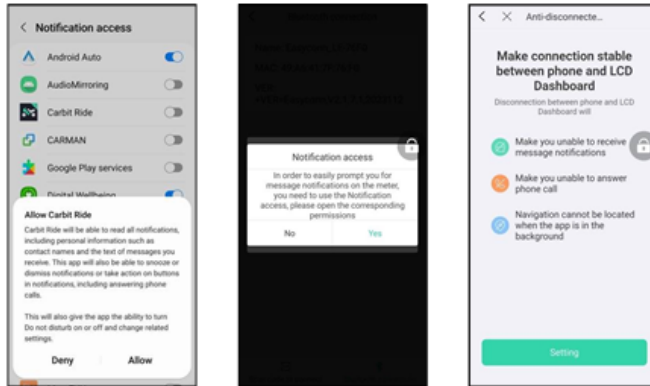 Notification access
Android Auto
AudioMirroring
Carbit Ride
CARMAN
Google Play services
Digital Wellbeing
Allow Carbit Ride
Carbit Ride will be able to read all notifications,
including personal information such as
contact names and the text of messages you
receive. This app will also be able to snooze or
dismiss notifications or take action on buttons
in notifications, including answering phone
calls.
This will also give the app the ability to turn
Do not disturb on or off and change related
settings.
Deny Allow
Notification access
In order to easily prompt you for
message notifications on the meter,
you need to use the Notification
access, please open the corresponding
permissions
No Yes
Anti-disconnecte...
Make connection stable
between phone and LCD
Dashboard
Disconnection between phone and LCD
Dashboard will
Make you unable to receive
message notifications
Make you unable to answer
phone call
Navigation cannot be located
when the app is in the
background
Setting